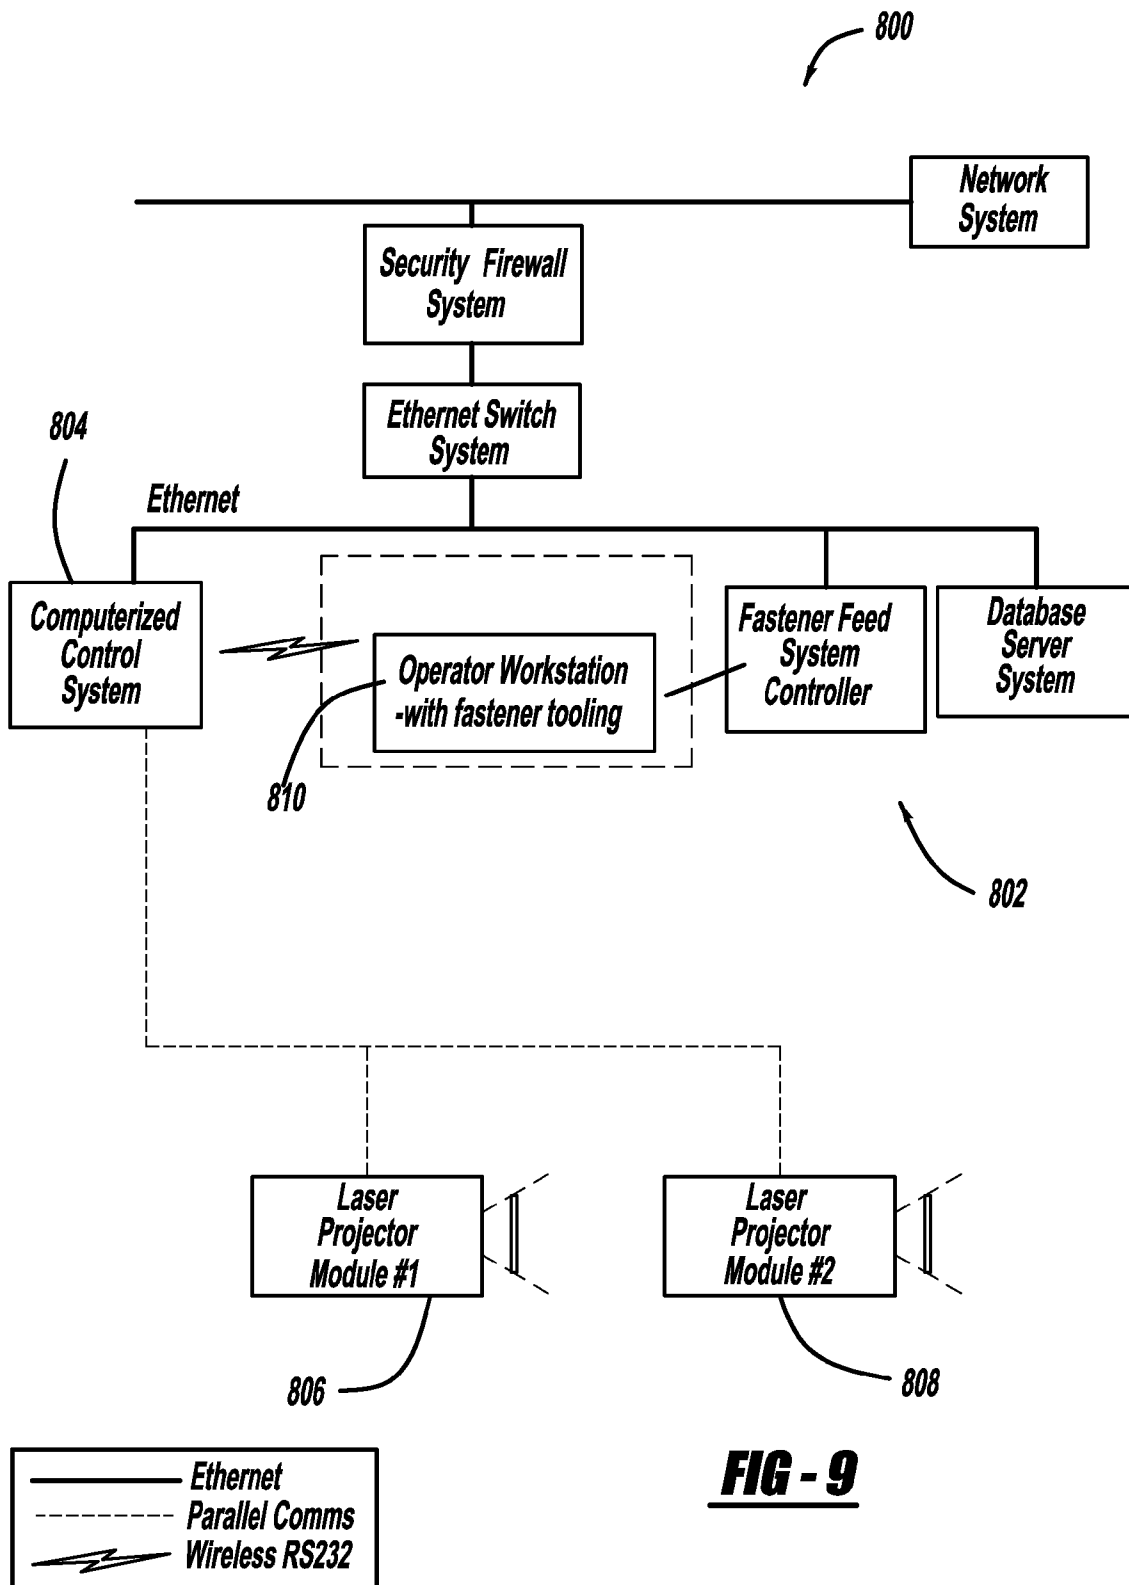 800
Network
System
Security Firewall
System
Ethernet Switch
System
804
Ethernet
Computerized
Control
System
Operator Workstation
-with fastener tooling
Fastener Feed
System
Controller
Database
Server
System
810
802
Laser
Projector
Module #1
Laser
Projector
Module #2
806
808
Ethernet
Parallel Comms
Wireless RS232
FIG - 9